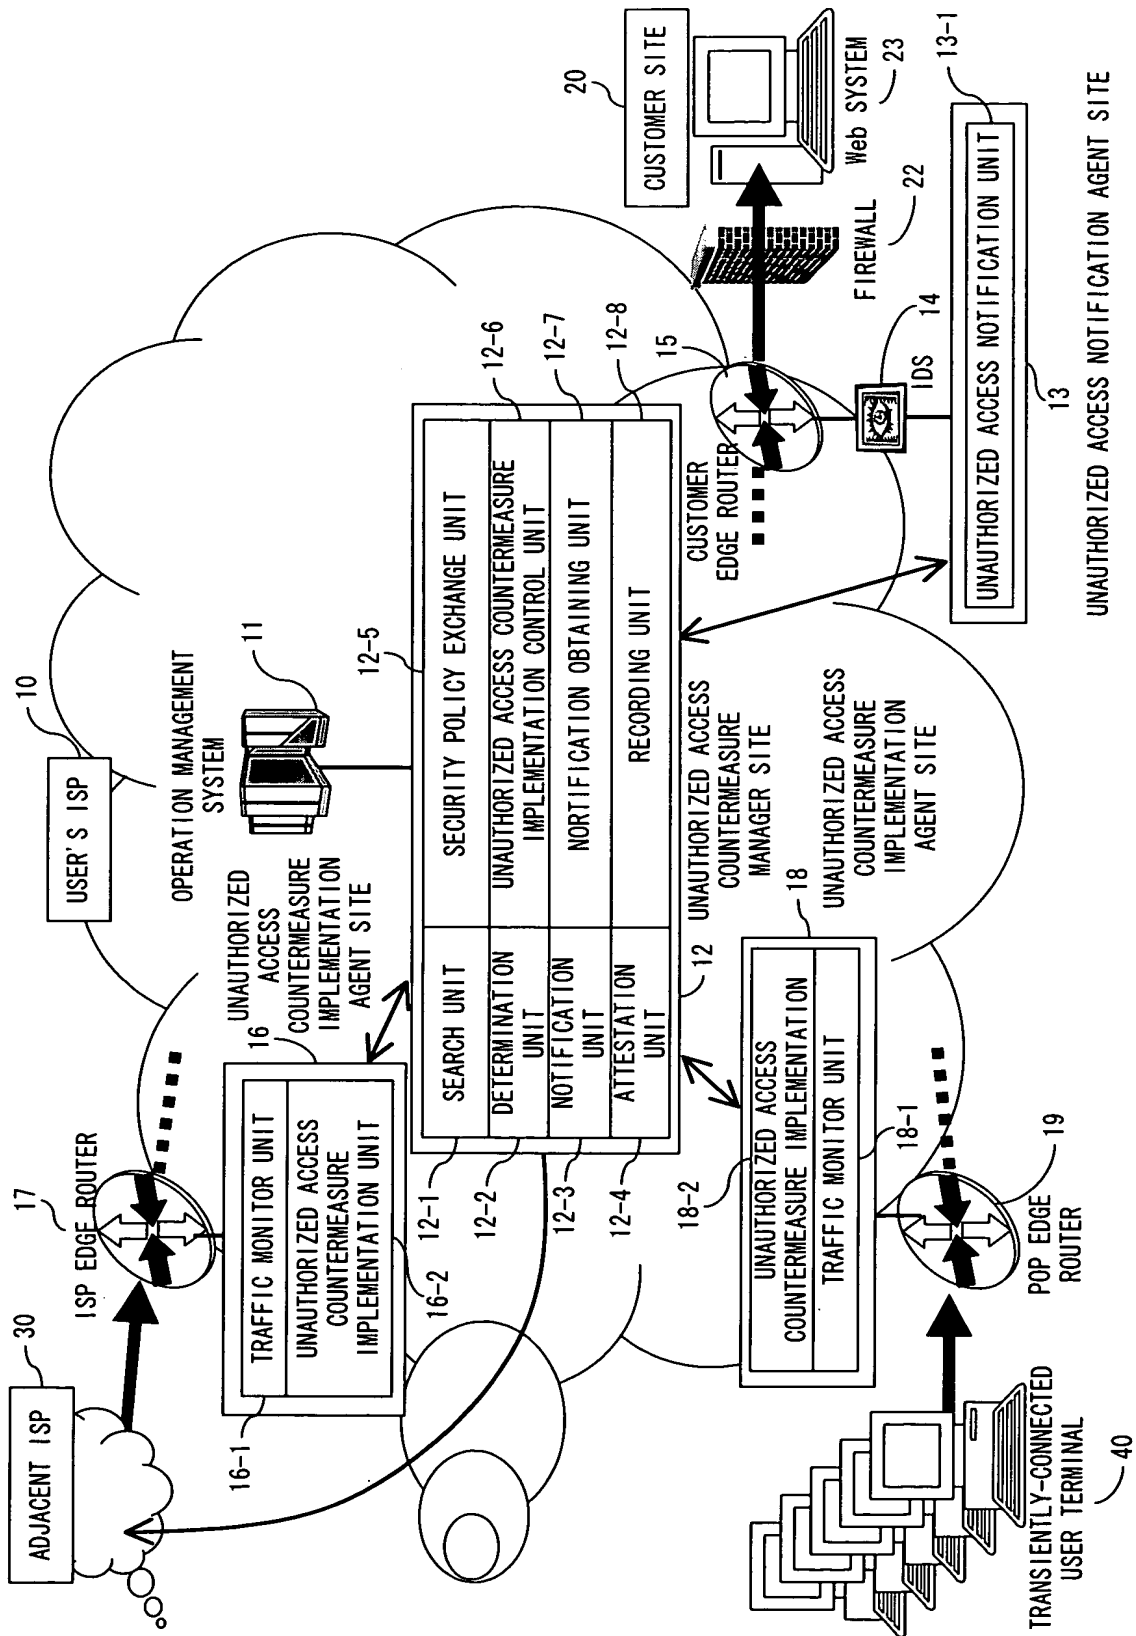 30
ADJACENT ISP
17
ISP EDGE ROUTER
10
USER'S ISP
OPERATION MANAGEMENT
SYSTEM
11
16-1
TRAFFIC MONITOR UNIT
UNAUTHORIZED ACCESS
COUNTERMEASURE
IMPLEMENTATION UNIT
16-2
16
UNAUTHORIZED
ACCESS
COUNTERMEASURE
IMPLEMENTATION
AGENT SITE
12-1
12-2
12-3
12-4
SEARCH UNIT
DETERMINATION
UNIT
NOTIFICATION
UNIT
ATTESTATION
UNIT
12
12-5
SECURITY POLICY EXCHANGE UNIT
UNAUTHORIZED ACCESS COUNTERMEASURE
IMPLEMENTATION CONTROL UNIT
NORTIFICATION OBTAINING UNIT
RECORDING UNIT
12-6
12-7
12-8
UNAUTHORIZED ACCESS
COUNTERMEASURE
MANAGER SITE
20
CUSTOMER SITE
Web SYSTEM
23
FIREWALL
22
15
CUSTOMER
EDGE ROUTER
14
IDS
13-1
UNAUTHORIZED ACCESS NOTIFICATION UNIT
13
UNAUTHORIZED ACCESS NOTIFICATION AGENT SITE
18-2
UNAUTHORIZED ACCESS
COUNTERMEASURE IMPLEMENTATION
TRAFFIC MONITOR UNIT
18-1
18
UNAUTHORIZED ACCESS
COUNTERMEASURE
IMPLEMENTATION
AGENT SITE
19
POP EDGE
ROUTER
TRANSIENTLY-CONNECTED
USER TERMINAL
40